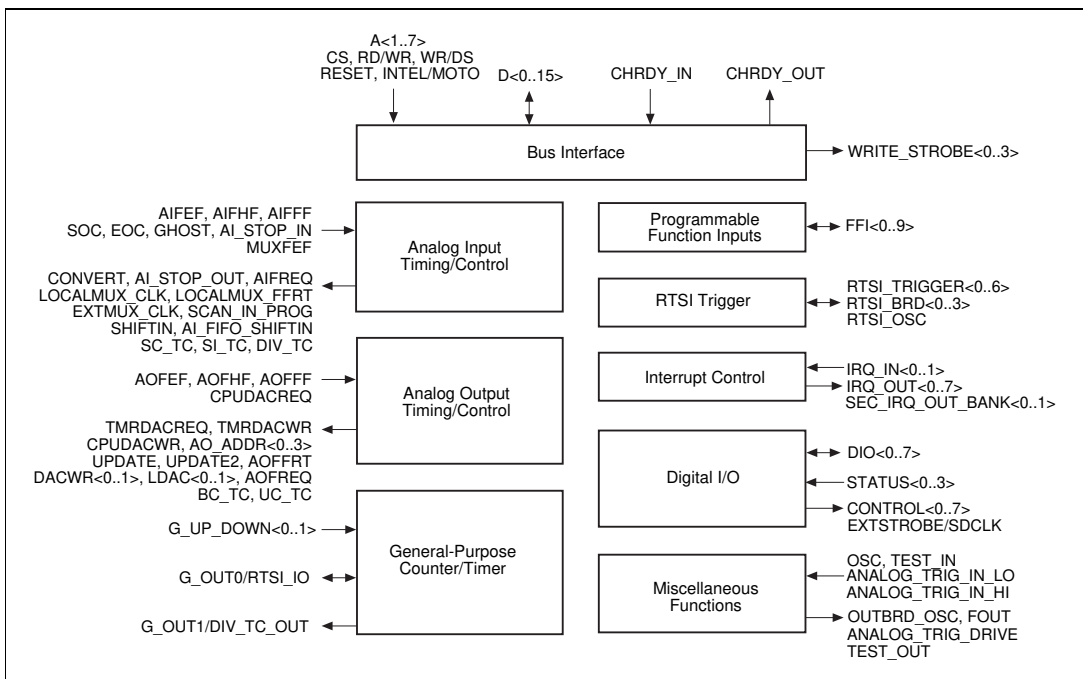 A<1..7>
CS, RD/WR, WR/DS
RESET, INTEL/MOTO
D<0..15>
CHRDY_IN
CHRDY_OUT
Bus Interface
WRITE_STROBE<0..3>
AIFEF, AIFHF, AIFFF
SOC, EOC, GHOST, AI_STOP_IN
MUXFEF
Analog Input
Timing/Control
CONVERT, AI_STOP_OUT, AIFREQ
LOCALMUX_CLK, LOCALMUX_FFRT
EXTMUX_CLK, SCAN_IN_PROG
SHIFTIN, AI_FIFO_SHIFTIN
SC_TC, SI_TC, DIV_TC
AOFEF, AOFHF, AOFFF
CPUDACREQ
Analog Output
Timing/Control
TMRDACREQ, TMRDACWR
CPUDACWR, AO_ADDR<0..3>
UPDATE, UPDATE2, AOFFRT
DACWR<0..1>, LDAC<0..1>, AOFREQ
BC_TC, UC_TC
G_UP_DOWN<0..1>
General-Purpose
Counter/Timer
G_OUT0/RTSI_IO
G_OUT1/DIV_TC_OUT
Programmable
Function Inputs
FFI<0..9>
RTSI Trigger
RTSI_TRIGGER<0..6>
RTSI_BRD<0..3>
RTSI_OSC
Interrupt Control
IRQ_IN<0..1>
IRQ_OUT<0..7>
SEC_IRQ_OUT_BANK<0..1>
Digital I/O
DIO<0..7>
STATUS<0..3>
CONTROL<0..7>
EXTSTROBE/SDCLK
Miscellaneous
Functions
OSC, TEST_IN
ANALOG_TRIG_IN_LO
ANALOG_TRIG_IN_HI
OUTBRD_OSC, FOUT
ANALOG_TRIG_DRIVE
TEST_OUT